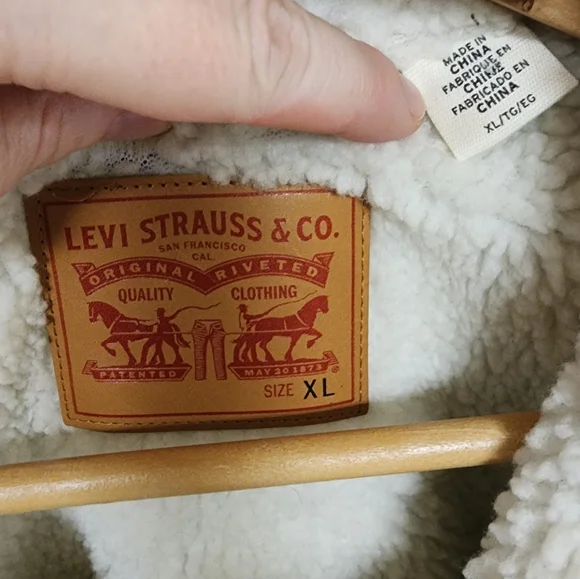 MADE IN
CHINA
FABRIQUE EN
CHINE
FABRICADO EN
CHINA
XL/TG/EG
LEVI STRAUSS & CO.
SAN FRANCISCO
CAL.
ORIGINAL RIVETED
QUALITY CLOTHING
PATENTED MAY 20 1873 ®
SIZE XL